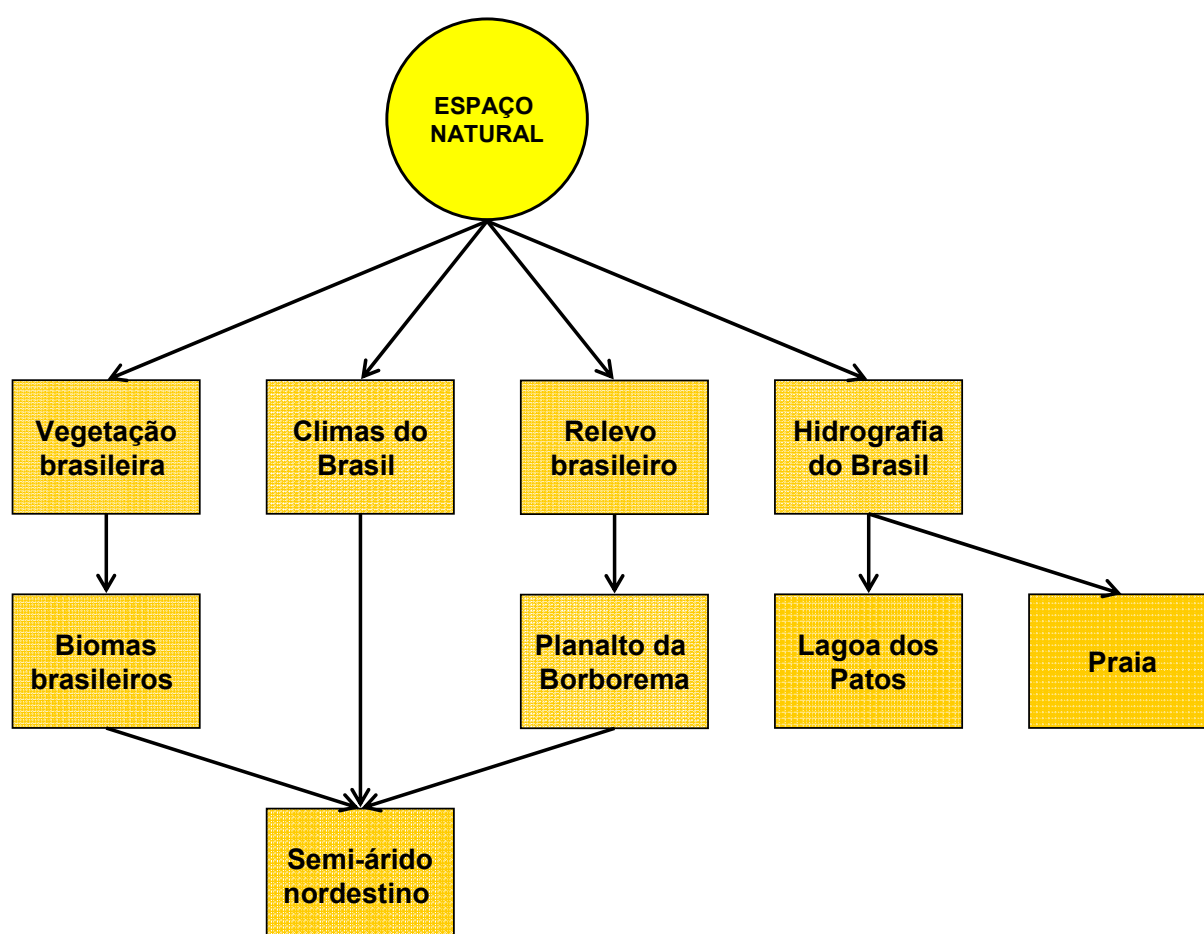 ESPAÇO
NATURAL
Vegetação
brasileira
Climas do
Brasil
Relevo
brasileiro
Hidrografia
do Brasil
Biomas
brasileiros
Planalto da
Borborema
Lagoa dos
Patos
Praia
Semi-árido
nordestino